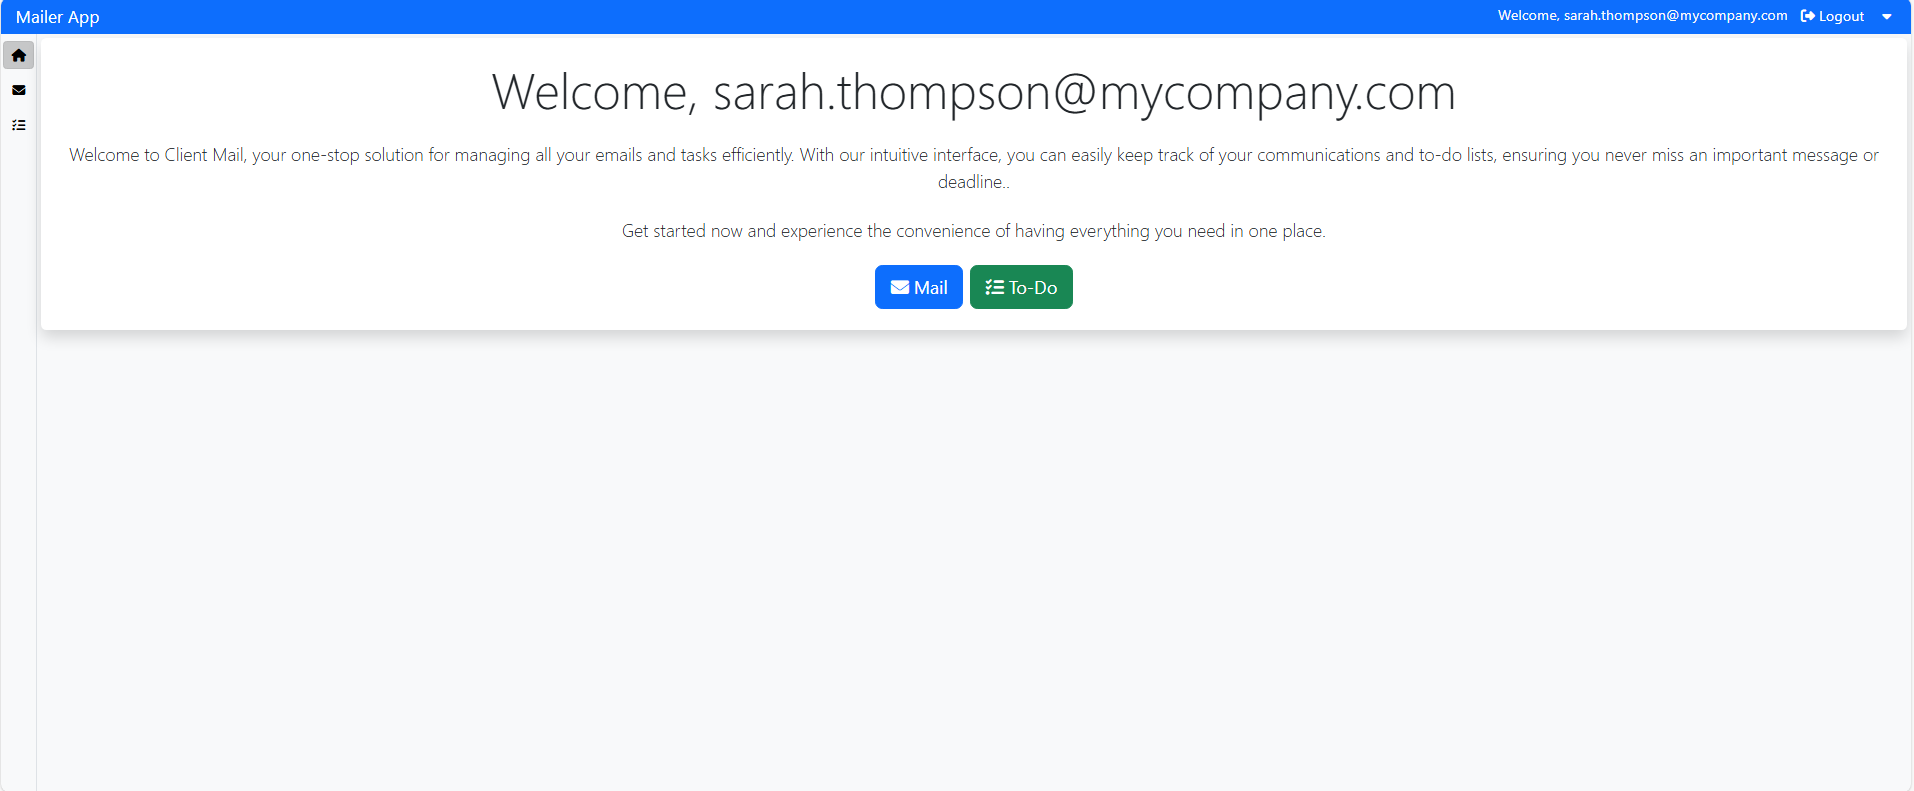 Mailer App
Welcome, sarah.thompson@mycompany.com Logout
Welcome, sarah.thompson@mycompany.com
Welcome to Client Mail, your one-stop solution for managing all your emails and tasks efficiently. With our intuitive interface, you can easily keep track of your communications and to-do lists, ensuring you never miss an important message or
deadline..
Get started now and experience the convenience of having everything you need in one place.
Mail To-Do